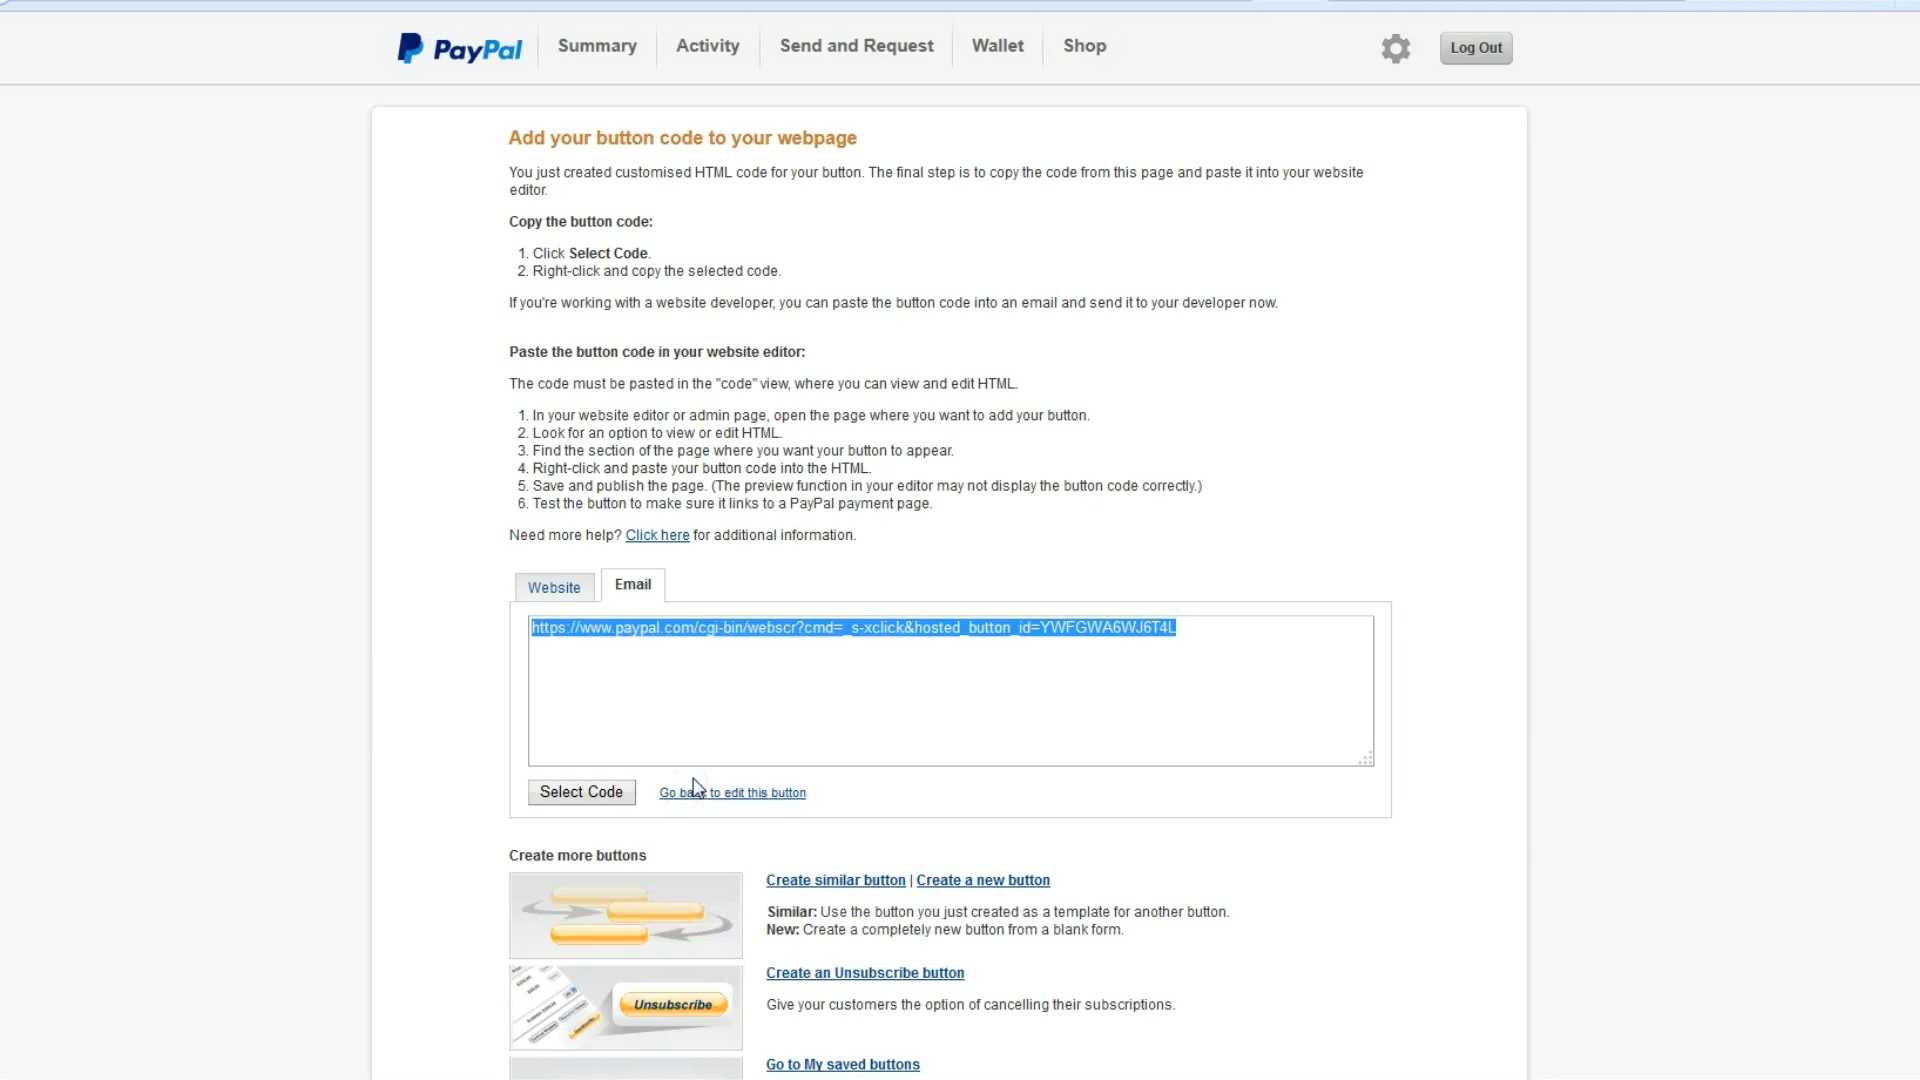 PayPal
Summary
Activity
Send and Request
Wallet
Shop
Log Out
Add your button code to your webpage
You just created customised HTML code for your button. The final step is to copy the code from this page and paste it into your website
editor.
Copy the button code:
1. Click Select Code.
2. Right-click and copy the selected code.
If you're working with a website developer, you can paste the button code into an email and send it to your developer now.
Paste the button code in your website editor:
The code must be pasted in the "code" view, where you can view and edit HTML.
1. In your website editor or admin page, open the page where you want to add your button.
2. Look for an option to view or edit HTML.
3. Find the section of the page where you want your button to appear.
4. Right-click and paste your button code into the HTML.
5. Save and publish the page. (The preview function in your editor may not display the button code correctly.)
6. Test the button to make sure it links to a PayPal payment page.
Need more help? Click here for additional information.
Website
Email
https://www.paypal.com/cgi-bin/webscr?cmd=_s-xclick&hosted_button_id=YWFGWA6WJ6T4L
Select Code
Go back to edit this button
Create more buttons
Create similar button | Create a new button
Similar: Use the button you just created as a template for another button.
New: Create a completely new button from a blank form.
Unsubscribe
Create an Unsubscribe button
Give your customers the option of cancelling their subscriptions.
Go to My saved buttons